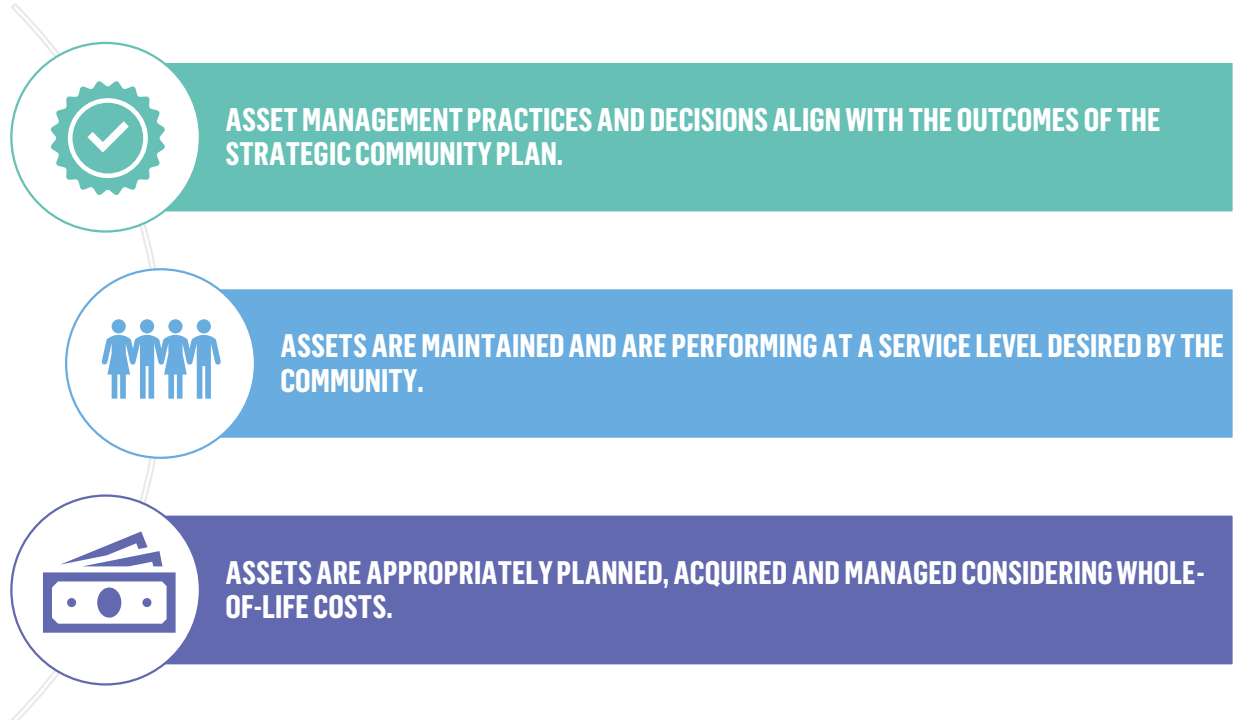 ASSET MANAGEMENT PRACTICES AND DECISIONS ALIGN WITH THE OUTCOMES OF THE
STRATEGIC COMMUNITY PLAN.
ASSETS ARE MAINTAINED AND ARE PERFORMING AT A SERVICE LEVEL DESIRED BY THE
COMMUNITY.
ASSETS ARE APPROPRIATELY PLANNED, ACQUIRED AND MANAGED CONSIDERING WHOLE-
OF-LIFE COSTS.